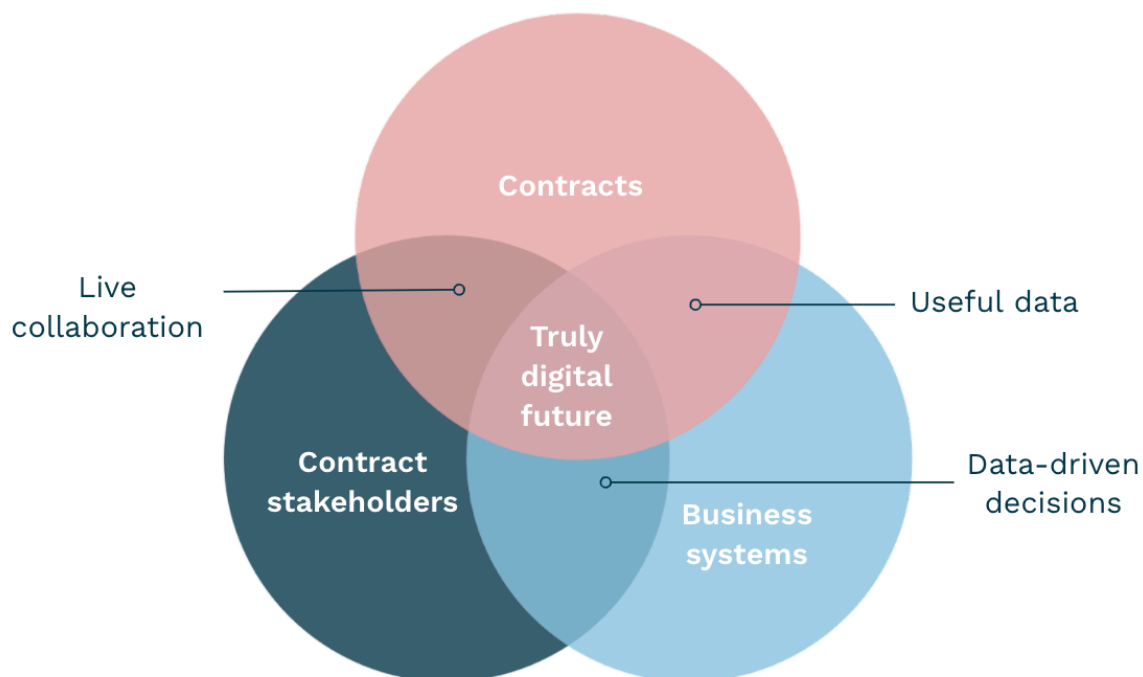 Contracts
Live
collaboration
Useful data
Truly
digital
future
Contract
stakeholders
Data-driven
decisions
Business
systems